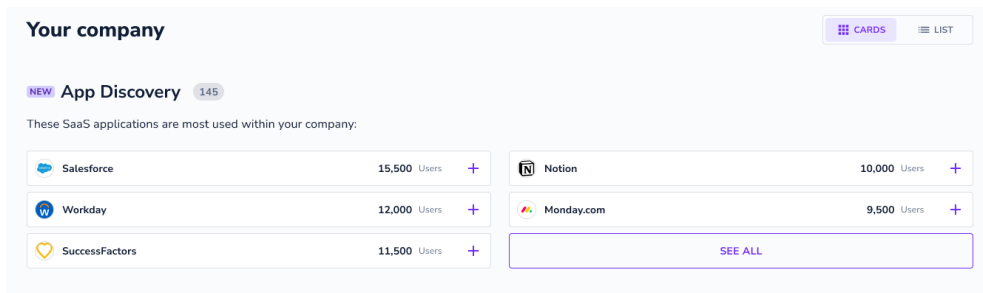 Your company
CARDS
LIST
NEW App Discovery 145
These SaaS applications are most used within your company:
Salesforce 15,500 Users +
Notion 10,000 Users +
Workday 12,000 Users +
Monday.com 9,500 Users +
SuccessFactors 11,500 Users +
SEE ALL